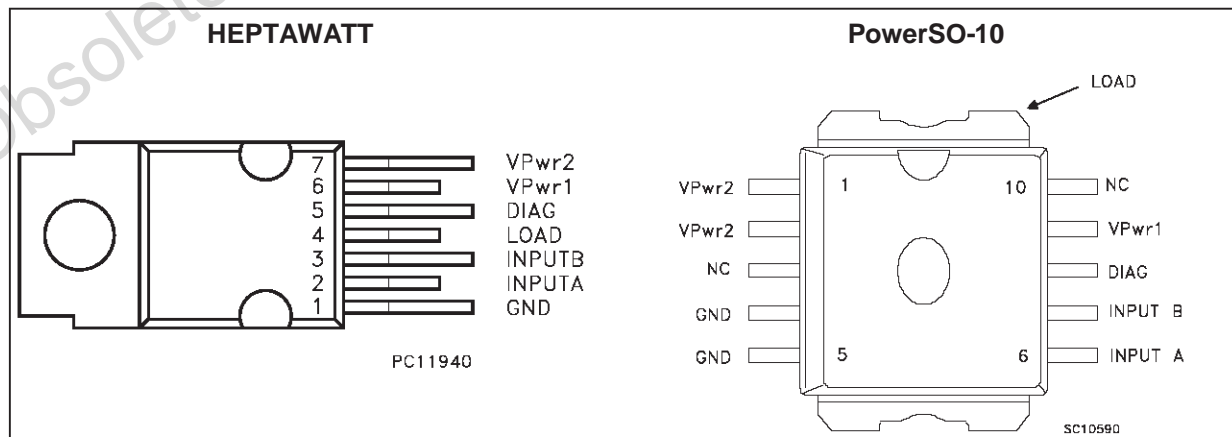 obsolete
HEPTAWATT
7 VPwr2
6 VPwr1
5 DIAG
4 LOAD
3 INPUTB
2 INPUTA
1 GND
PC11940
PowerSO-10
LOAD
VPwr2 1 10 NC
VPwr2 VPwr1
NC DIAG
GND INPUT B
GND 5 6 INPUT A
SC10590